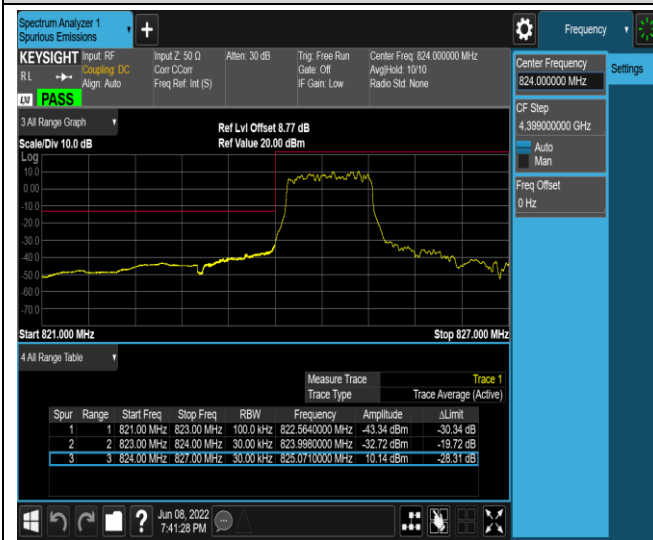 Spectrum Analyzer 1
Spurious Emissions
+
Frequency
KEYSIGHT
RL
Input: RF
Coupling: DC
Align: Auto
Input Z: 50 Ω
Corr CCorr
Freq Ref: Int (S)
Atten: 30 dB
Trig: Free Run
Gate: Off
IF Gain: Low
Center Freq: 824.000000 MHz
Avg|Hold: 10/10
Radio Std: None
LXI PASS
Center Frequency
824.000000 MHz
Settings
CF Step
4.399000000 GHz
Auto
Man
Freq Offset
0 Hz
3 All Range Graph
Scale/Div 10.0 dB
Ref Lvl Offset 8.77 dB
Ref Value 20.00 dBm
Log
10.0
0.00
-10.0
-20.0
-30.0
-40.0
-50.0
-60.0
-70.0
Start 821.000 MHz
Stop 827.000 MHz
4 All Range Table
Measure Trace Trace 1
Trace Type Trace Average (Active)
Spur Range Start Freq Stop Freq RBW Frequency Amplitude ΔLimit
1 1 821.00 MHz 823.00 MHz 100.0 kHz 822.5640000 MHz -43.34 dBm -30.34 dB
2 2 823.00 MHz 824.00 MHz 30.00 kHz 823.9980000 MHz -32.72 dBm -19.72 dB
3 3 824.00 MHz 827.00 MHz 30.00 kHz 825.0710000 MHz 10.14 dBm -28.31 dB
?
Jun 08, 2022
7:41:28 PM